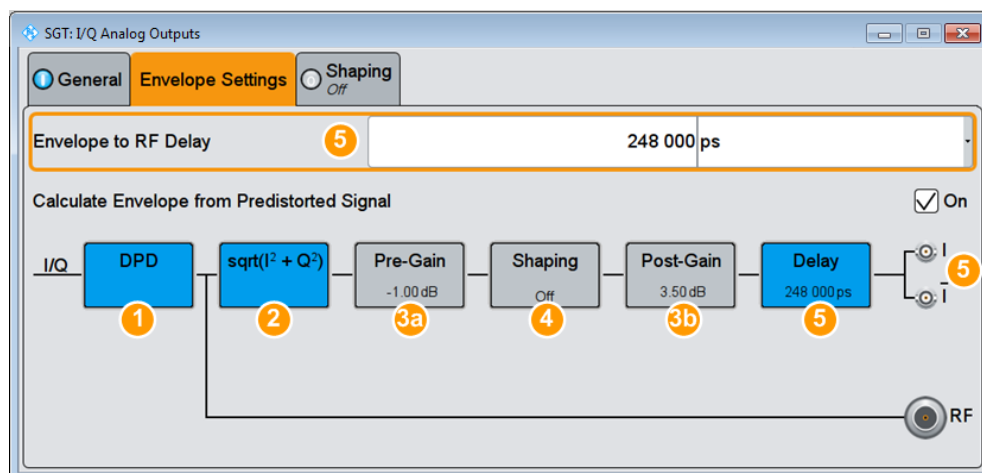 SGT: I/Q Analog Outputs
General Envelope Settings Shaping
Off
Envelope to RF Delay 5 248 000 ps
Calculate Envelope from Predistorted Signal On
I/Q DPD sqrt(I² + Q²) Pre-Gain Shaping Post-Gain Delay I
-1.00 dB Off 3.50 dB 248 000 ps 5
Ī
1 2 3a 4 3b 5
RF